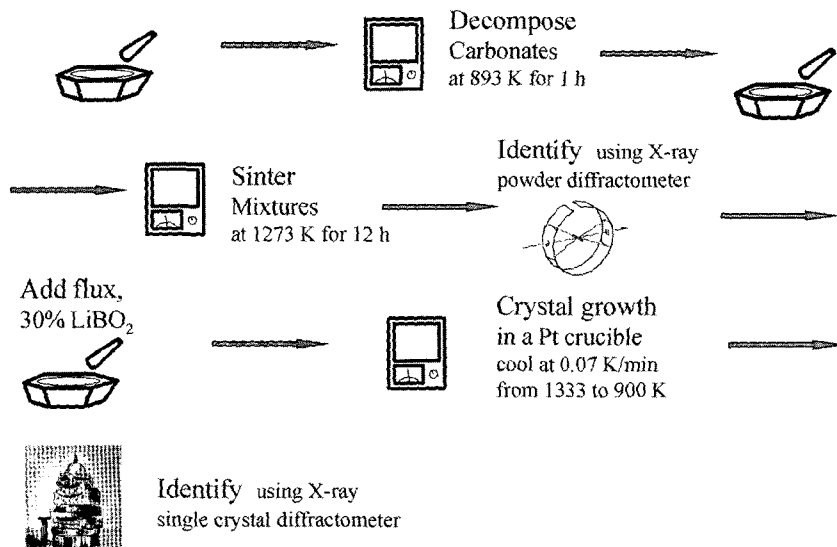 Decompose
Carbonates
at 893 K for 1 h
Sinter
Mixtures
at 1273 K for 12 h
Identify using X-ray
powder diffractometer
Add flux,
30% LiBO₂
Crystal growth
in a Pt crucible
cool at 0.07 K/min
from 1333 to 900 K
Identify using X-ray
single crystal diffractometer